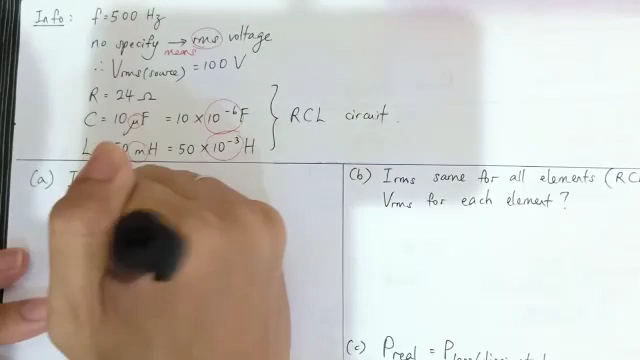 Info: f=500 Hz
no specify → rms voltage
means
∴ Vrms(source) = 100 V
R = 24 Ω
C = 10 μF = 10 × 10⁻⁶ F
RCL circuit.
mH = 50 × 10⁻³ H
(a)
(b) Irms same for all elements (RCL
Vrms for each element?
(c) Preal =